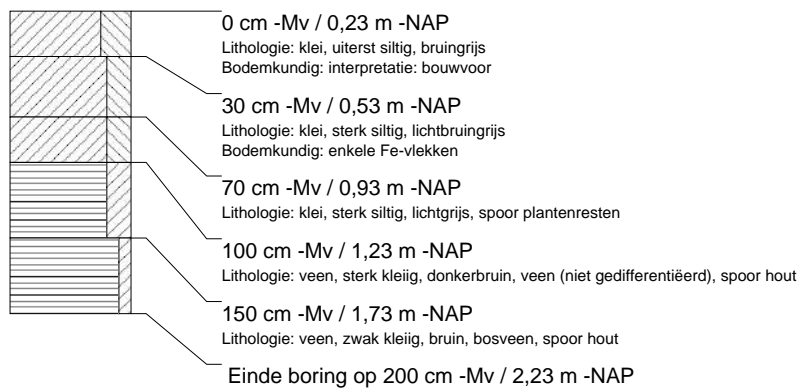 0 cm -Mv / 0,23 m -NAP
Lithologie: klei, uiterst siltig, bruingrijs
Bodemkundig: interpretatie: bouwvoor
30 cm -Mv / 0,53 m -NAP
Lithologie: klei, sterk siltig, lichtbruingrijs
Bodemkundig: enkele Fe-vlekken
70 cm -Mv / 0,93 m -NAP
Lithologie: klei, sterk siltig, lichtgrijs, spoor plantenresten
100 cm -Mv / 1,23 m -NAP
Lithologie: veen, sterk kleiig, donkerbruin, veen (niet gedifferentiëerd), spoor hout
150 cm -Mv / 1,73 m -NAP
Lithologie: veen, zwak kleiig, bruin, bosveen, spoor hout
Einde boring op 200 cm -Mv / 2,23 m -NAP